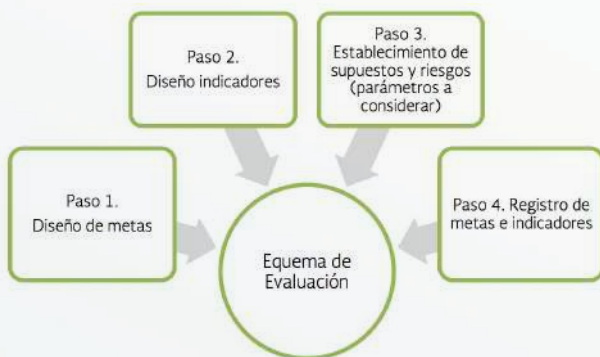 Paso 1.
Diseño de metas
Paso 2.
Diseño indicadores
Paso 3.
Establecimiento de
supuestos y riesgos
(parámetros a
considerar)
Paso 4. Registro de
metas e indicadores
Equema de
Evaluación